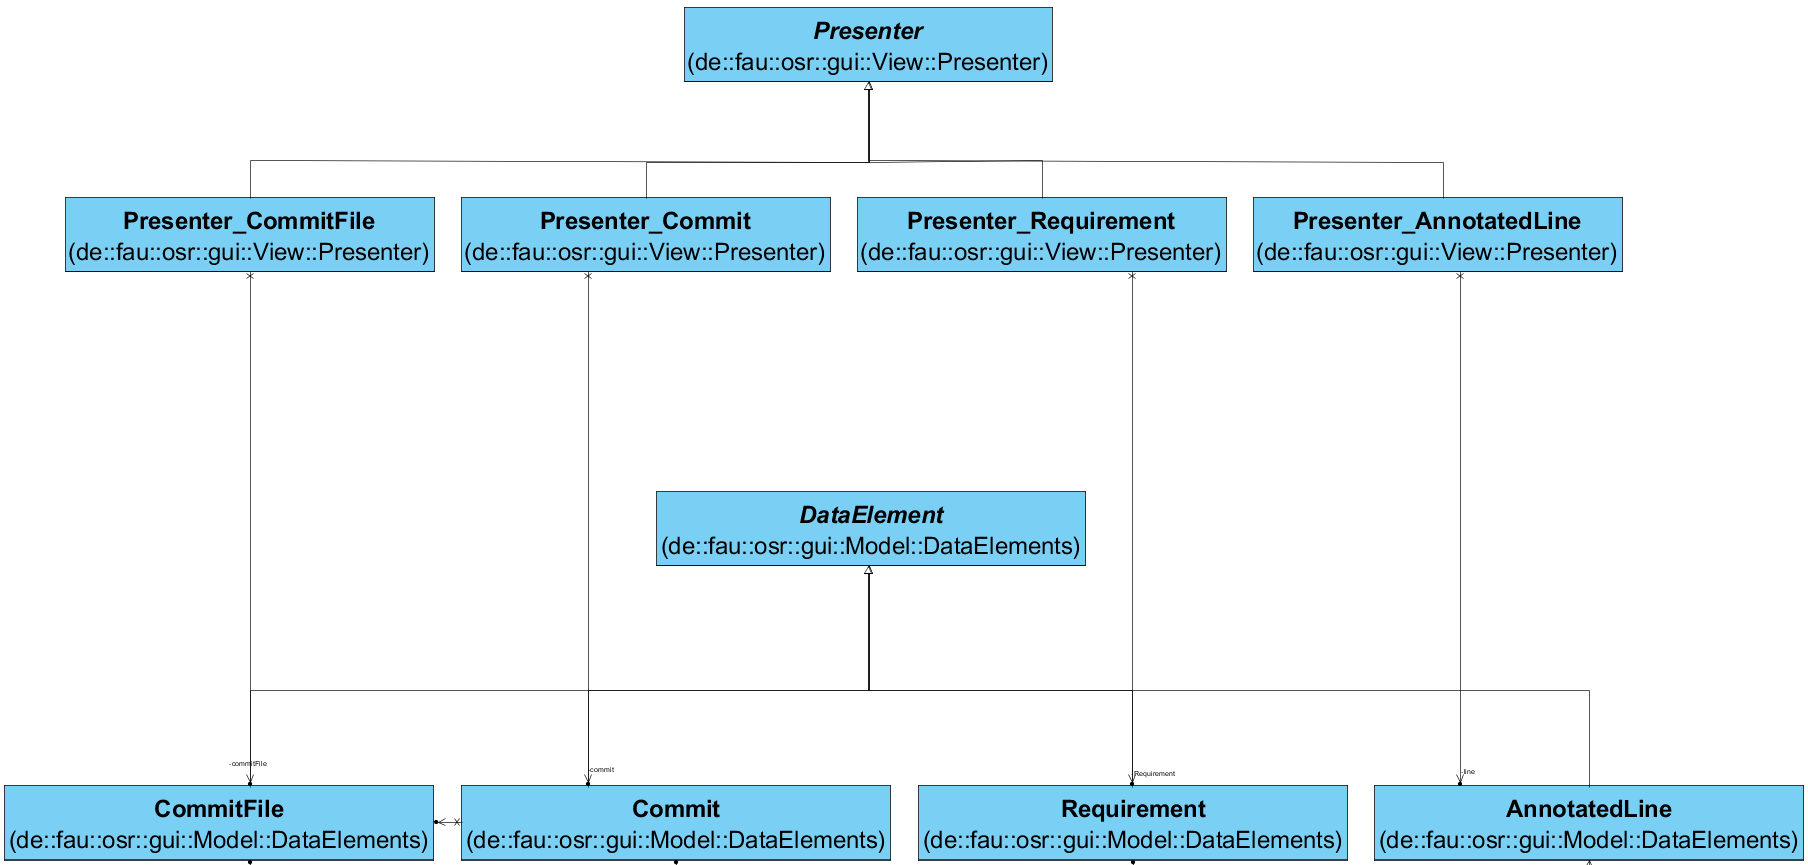 Presenter
(de::fau::osr::gui::View::Presenter)
Presenter_CommitFile
(de::fau::osr::gui::View::Presenter)
Presenter_Commit
(de::fau::osr::gui::View::Presenter)
Presenter_Requirement
(de::fau::osr::gui::View::Presenter)
Presenter_AnnotatedLine
(de::fau::osr::gui::View::Presenter)
DataElement
(de::fau::osr::gui::Model::DataElements)
-commitFile
-commit
-Requirement
-line
CommitFile
(de::fau::osr::gui::Model::DataElements)
Commit
(de::fau::osr::gui::Model::DataElements)
Requirement
(de::fau::osr::gui::Model::DataElements)
AnnotatedLine
(de::fau::osr::gui::Model::DataElements)